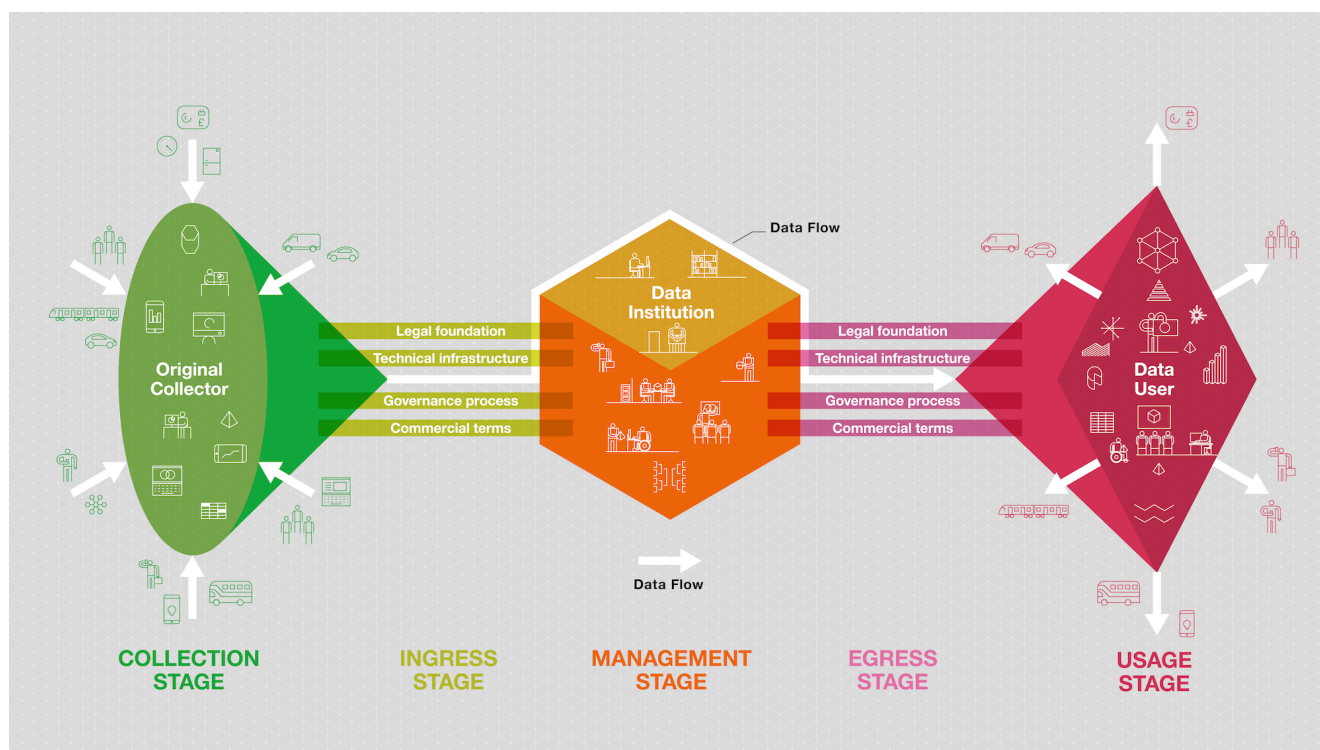 Data Flow
Data
Institution
Legal foundation
Technical infrastructure
Governance process
Commercial terms
Legal foundation
Technical infrastructure
Governance process
Commercial terms
Original
Collector
Data
User
Data Flow
COLLECTION
STAGE
INGRESS
STAGE
MANAGEMENT
STAGE
EGRESS
STAGE
USAGE
STAGE
£
£